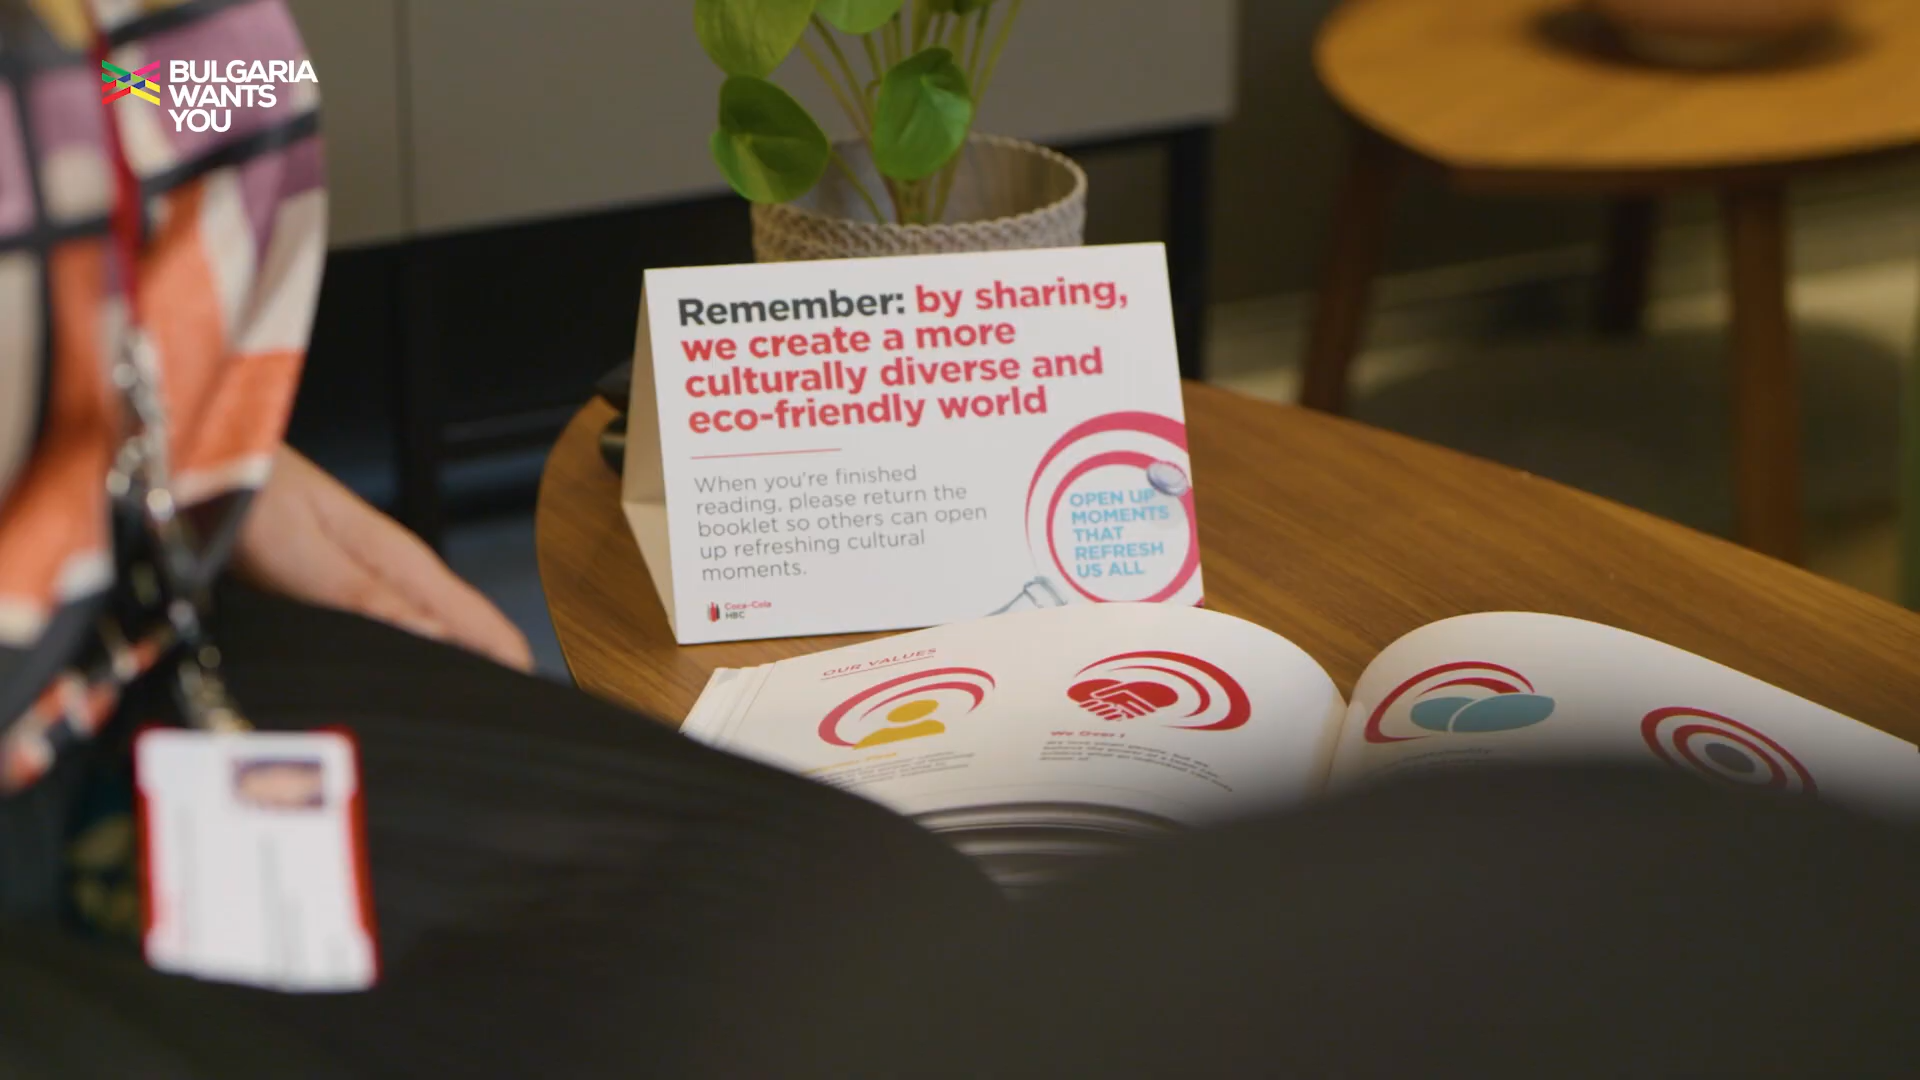 BULGARIA
WANTS
YOU
Remember: by sharing,
we create a more
culturally diverse and
eco-friendly world
When you're finished
reading, please return the
booklet so others can open
up refreshing cultural
moments.
OPEN UP
MOMENTS
THAT
REFRESH
US ALL
Coca-Cola
HBC
OUR VALUES
We Over I